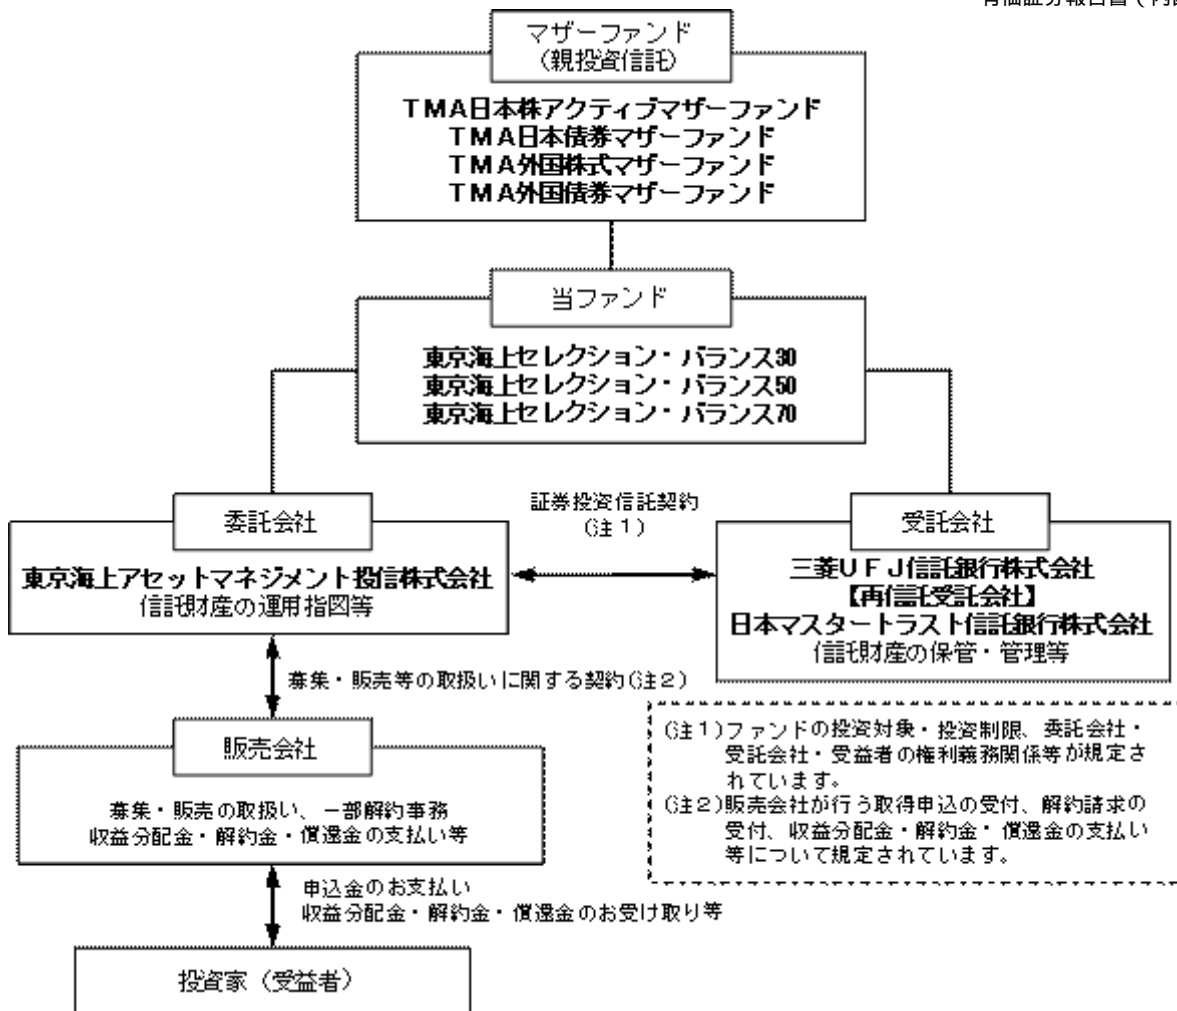 有価証券報告書（内
マザーファンド
（親投資信託）
ＴＭＡ日本株アクティブマザーファンド
ＴＭＡ日本債券マザーファンド
ＴＭＡ外国株式マザーファンド
ＴＭＡ外国債券マザーファンド
当ファンド
東京海上セレクション・バランス30
東京海上セレクション・バランス50
東京海上セレクション・バランス70
委託会社
東京海上アセットマネジメント投信株式会社
信託財産の運用指図等
証券投資信託契約
（注１）
受託会社
三菱ＵＦＪ信託銀行株式会社
【再信託受託会社】
日本マスタートラスト信託銀行株式会社
信託財産の保管・管理等
募集・販売等の取扱いに関する契約（注２）
販売会社
募集・販売の取扱い、一部解約事務
収益分配金・解約金・償還金の支払い等
（注１）ファンドの投資対象・投資制限、委託会社・
受託会社・受益者の権利義務関係等が規定さ
れています。
（注２）販売会社が行う取得申込の受付、解約請求の
受付、収益分配金・解約金・償還金の支払い
等について規定されています。
申込金のお支払い
収益分配金・解約金・償還金のお受け取り等
投資家（受益者）